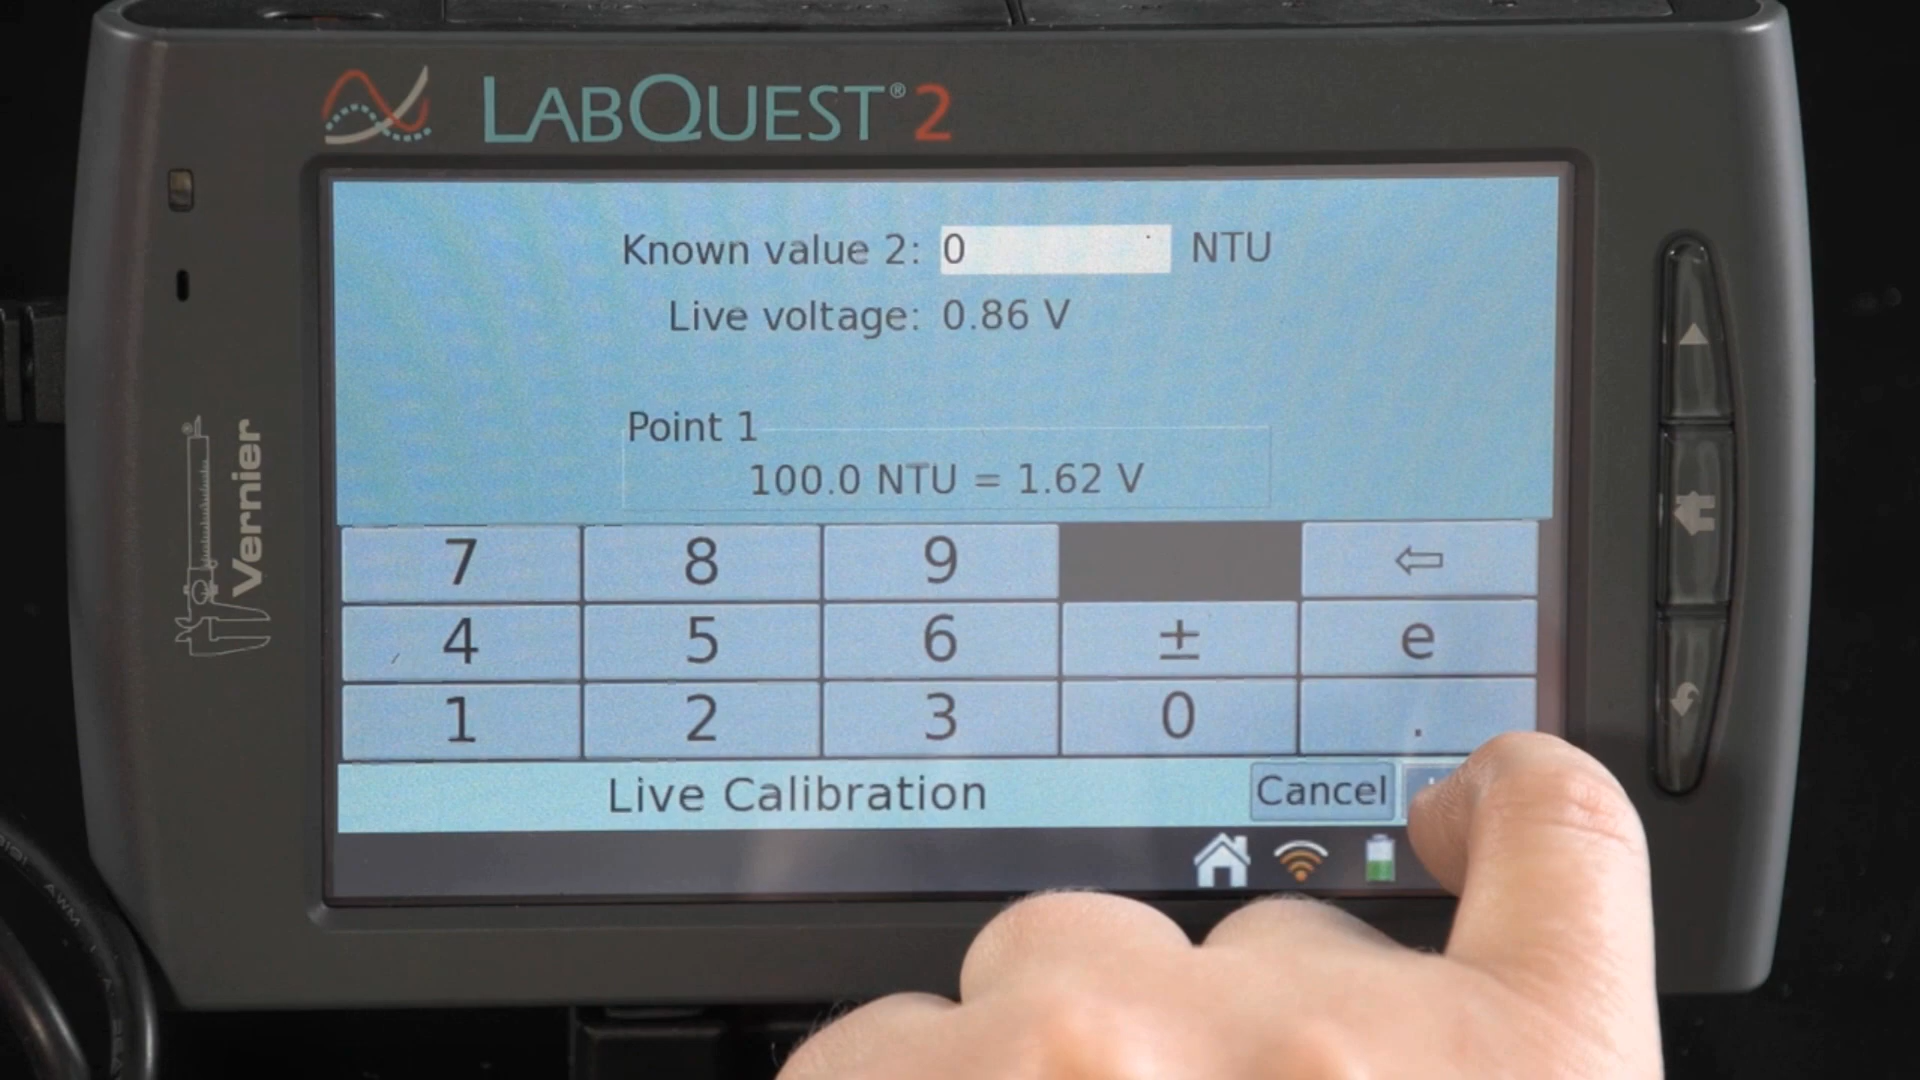 LABQUEST® 2
Known value 2: 0 NTU
Live voltage: 0.86 V
Point 1
100.0 NTU = 1.62 V
7 8 9 ⇦
4 5 6 ± e
1 2 3 0 .
Live Calibration Cancel
Vernier®
AWM